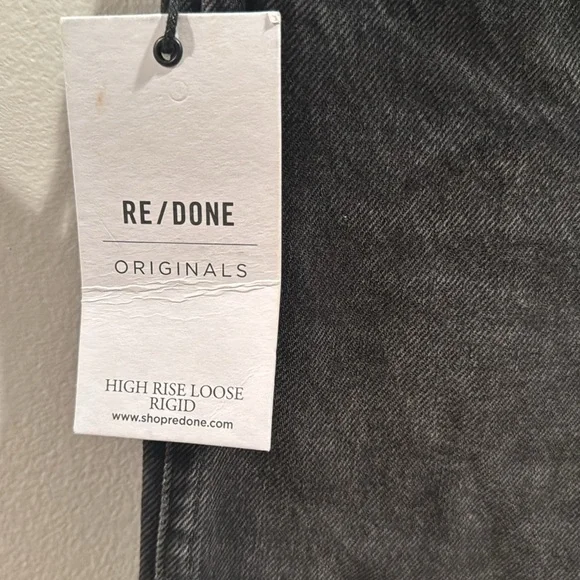 RE/DONE
ORIGINALS
HIGH RISE LOOSE
RIGID
www.shopredone.com